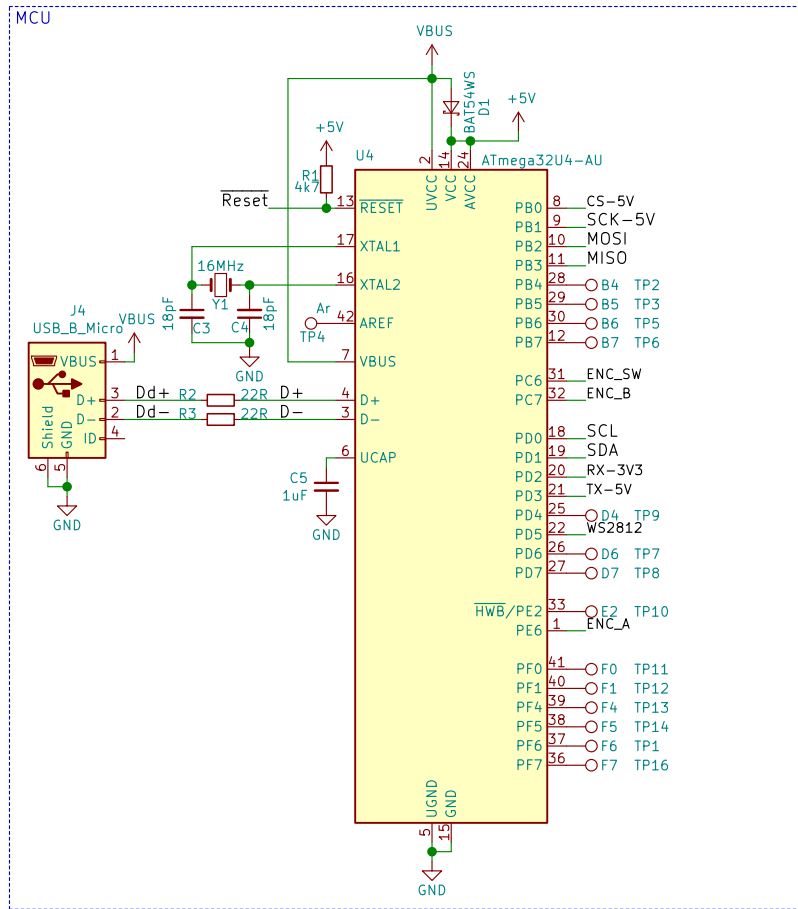 MCU
VBUS
BAT54WS
D1
+5V
+5V
U4
ATmega32U4-AU
R1
4k7
2
14
24
UVCC
VCC
AVCC
Reset
13
RESET
17
XTAL1
16MHz
Y1
16
XTAL2
18pF
C3
C4
18pF
GND
Ar
TP4
42
AREF
7
VBUS
J4
USB_B_Micro
VBUS
VBUS
1
D+
3
Dd+
R2
22R
D+
4
D+
D-
2
Dd-
R3
22R
D-
3
D-
ID
4
Shield
GND
6
5
GND
6
UCAP
C5
1uF
GND
PB0
8
CS-5V
PB1
9
SCK-5V
PB2
10
MOSI
PB3
11
MISO
PB4
28
B4
TP2
PB5
29
B5
TP3
PB6
30
B6
TP5
PB7
12
B7
TP6
PC6
31
ENC_SW
PC7
32
ENC_B
PD0
18
SCL
PD1
19
SDA
PD2
20
RX-3V3
PD3
21
TX-5V
PD4
25
D4
TP9
PD5
22
WS2812
PD6
26
D6
TP7
PD7
27
D7
TP8
HWB/PE2
33
E2
TP10
PE6
1
ENC_A
PF0
41
F0
TP11
PF1
40
F1
TP12
PF4
39
F4
TP13
PF5
38
F5
TP14
PF6
37
F6
TP1
PF7
36
F7
TP16
UGND
GND
5
15
GND